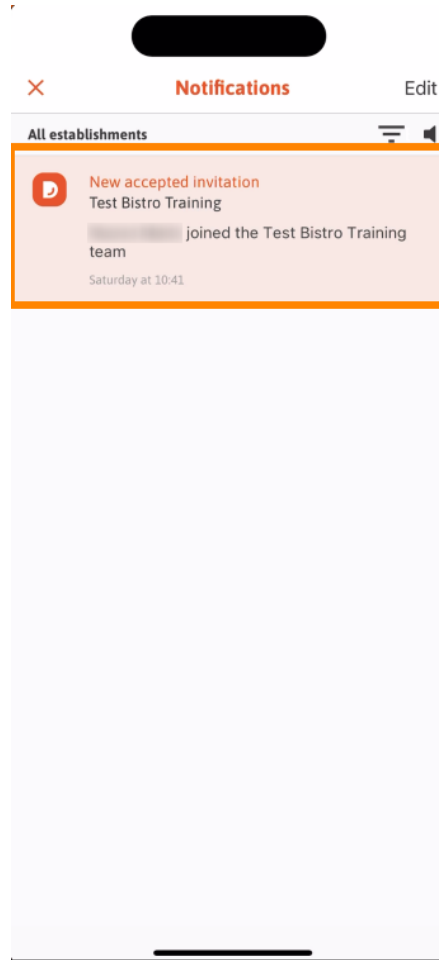 Notifications
Edit
All establishments
New accepted invitation
Test Bistro Training
joined the Test Bistro Training
team
Saturday at 10:41